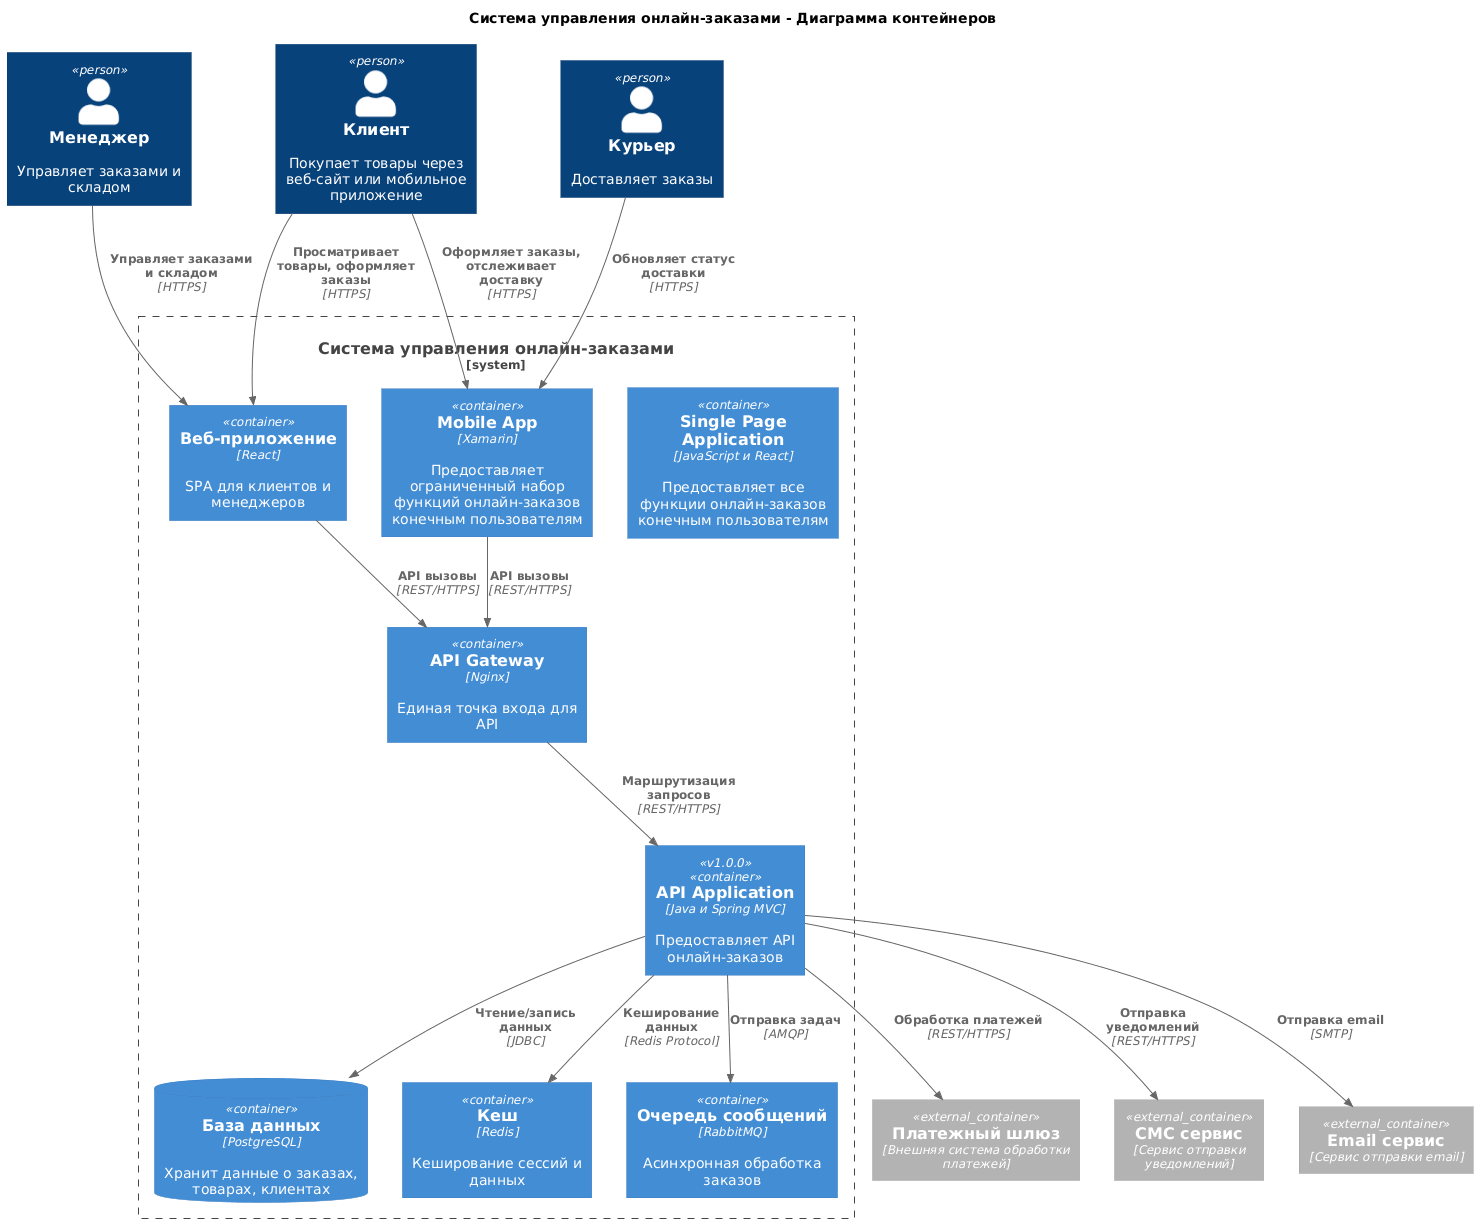 Система управления онлайн-заказами - Диаграмма контейнеров
«person»
Менеджер
Управляет заказами и
складом
«person»
Клиент
Покупает товары через
веб-сайт или мобильное
приложение
«person»
Курьер
Доставляет заказы
Управляет заказами
и складом
[HTTPS]
Просматривает
товары, оформляет
заказы
[HTTPS]
Оформляет заказы,
отслеживает
доставку
[HTTPS]
Обновляет статус
доставки
[HTTPS]
Система управления онлайн-заказами
[system]
«container»
Веб-приложение
[React]
SPA для клиентов и
менеджеров
«container»
Mobile App
[Xamarin]
Предоставляет
ограниченный набор
функций онлайн-заказов
конечным пользователям
«container»
Single Page
Application
[JavaScript и React]
Предоставляет все
функции онлайн-заказов
конечным пользователям
API вызовы
[REST/HTTPS]
API вызовы
[REST/HTTPS]
«container»
API Gateway
[Nginx]
Единая точка входа для
API
Маршрутизация
запросов
[REST/HTTPS]
«v1.0.0»
«container»
API Application
[Java и Spring MVC]
Предоставляет API
онлайн-заказов
Чтение/запись
данных
[JDBC]
Кеширование
данных
[Redis Protocol]
Отправка задач
[AMQP]
Обработка платежей
[REST/HTTPS]
Отправка
уведомлений
[REST/HTTPS]
Отправка email
[SMTP]
«container»
База данных
[PostgreSQL]
Хранит данные о заказах,
товарах, клиентах
«container»
Кеш
[Redis]
Кеширование сессий и
данных
«container»
Очередь сообщений
[RabbitMQ]
Асинхронная обработка
заказов
«external_container»
Платежный шлюз
[Внешняя система обработки
платежей]
«external_container»
СМС сервис
[Сервис отправки
уведомлений]
«external_container»
Email сервис
[Сервис отправки email]